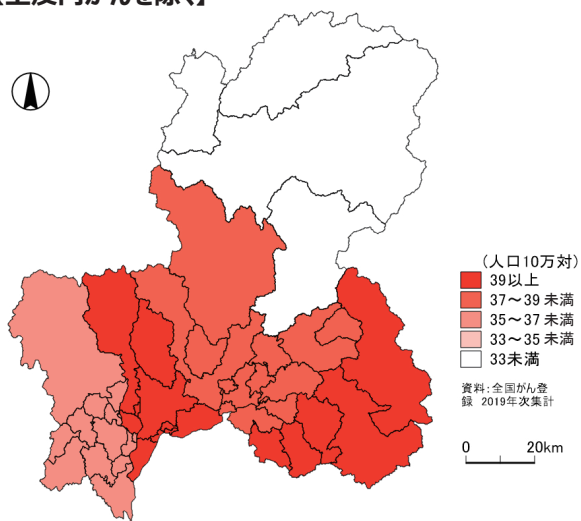 (人口10万対)
39以上
37～39 未満
35～37 未満
33～35 未満
33未満
資料:全国がん登
録 2019年次集計
0 20km